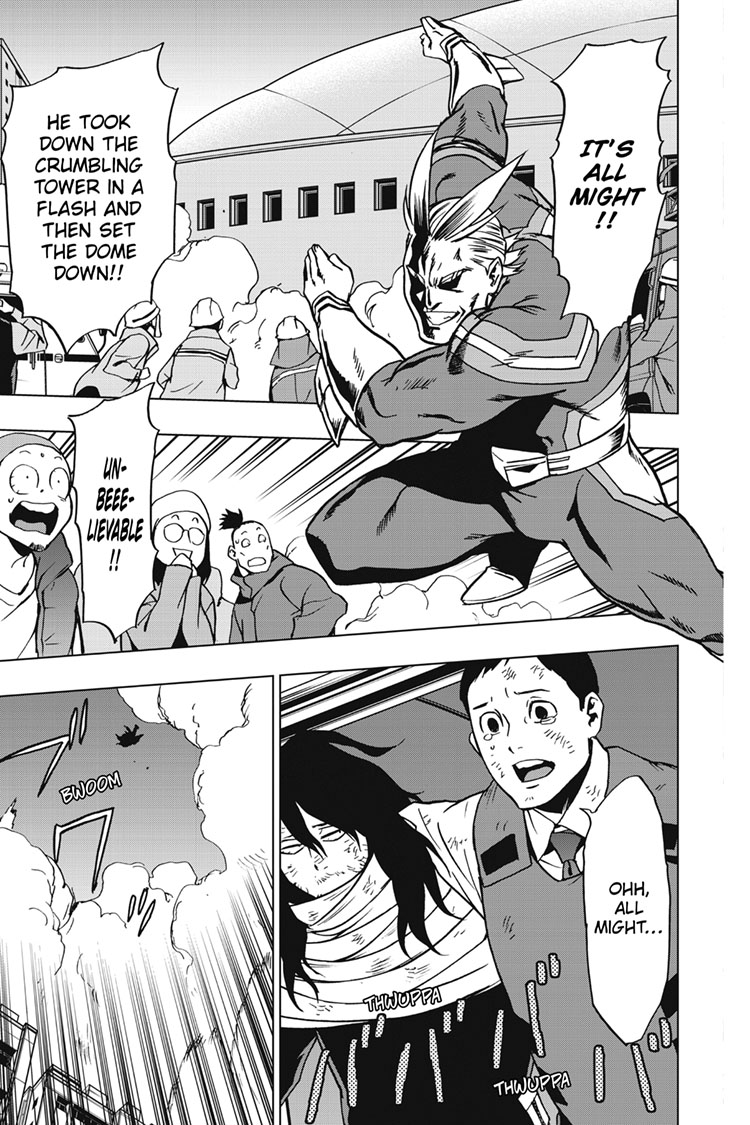 IT'S
ALL
MIGHT
!!
HE TOOK
DOWN THE
CRUMBLING
TOWER IN A
FLASH AND
THEN SET
THE DOME
DOWN!!
UN-
BEEE-
LIEVABLE
!!
OHH,
ALL
MIGHT...
THWUPPA
THWUPPA
BWOOM